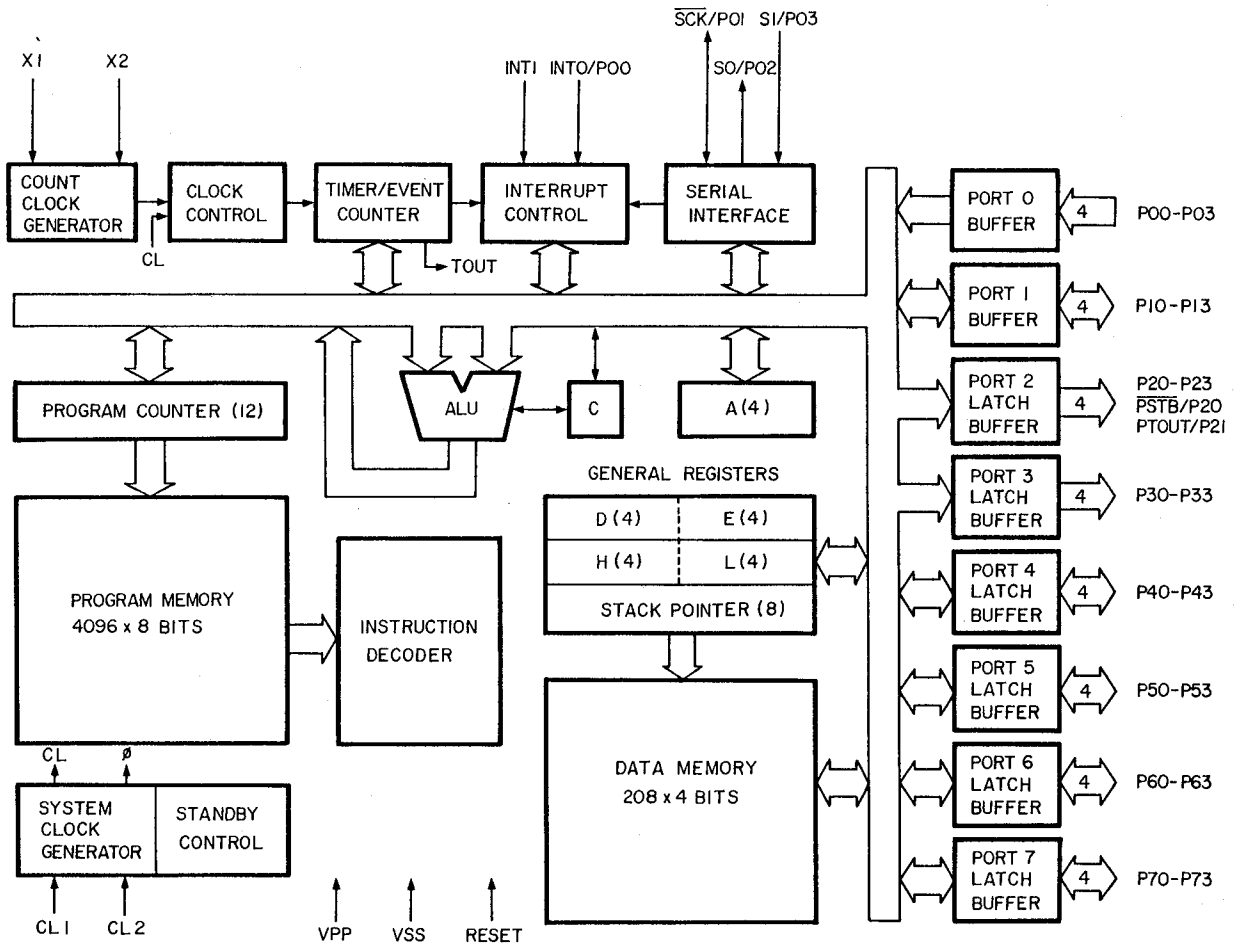 X1
X2
INT1
INTO/POO
SCK/PO1
SI/PO3
SO/PO2
COUNT
CLOCK
GENERATOR
CLOCK
CONTROL
CL
TIMER/EVENT
COUNTER
TOUT
INTERRUPT
CONTROL
SERIAL
INTERFACE
PORT 0
BUFFER
4
P00-P03
PORT 1
BUFFER
4
P10-P13
PORT 2
LATCH
BUFFER
4
P20-P23
PSTB/P20
PTOUT/P21
PORT 3
LATCH
BUFFER
4
P30-P33
PORT 4
LATCH
BUFFER
4
P40-P43
PORT 5
LATCH
BUFFER
4
P50-P53
PORT 6
LATCH
BUFFER
4
P60-P63
PORT 7
LATCH
BUFFER
4
P70-P73
PROGRAM COUNTER (12)
ALU
C
A (4)
GENERAL REGISTERS
D (4)
E (4)
H (4)
L (4)
STACK POINTER (8)
PROGRAM MEMORY
4096 x 8 BITS
INSTRUCTION
DECODER
DATA MEMORY
208 x 4 BITS
CL
ø
SYSTEM
CLOCK
GENERATOR
STANDBY
CONTROL
CL1
CL2
VPP
VSS
RESET